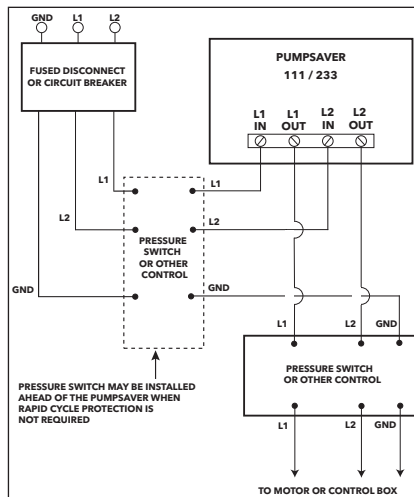 GND L1 L2
FUSED DISCONNECT
OR CIRCUIT BREAKER
PUMPSAVER
111 / 233
L1 L1 L2 L2
IN OUT IN OUT
L1 L1
L2 L2
PRESSURE
SWITCH
OR OTHER
CONTROL
GND GND
L1 L2 GND
PRESSURE SWITCH
OR OTHER CONTROL
PRESSURE SWITCH MAY BE INSTALLED
AHEAD OF THE PUMPSAVER WHEN
RAPID CYCLE PROTECTION IS
NOT REQUIRED
L1 L2 GND
TO MOTOR OR CONTROL BOX